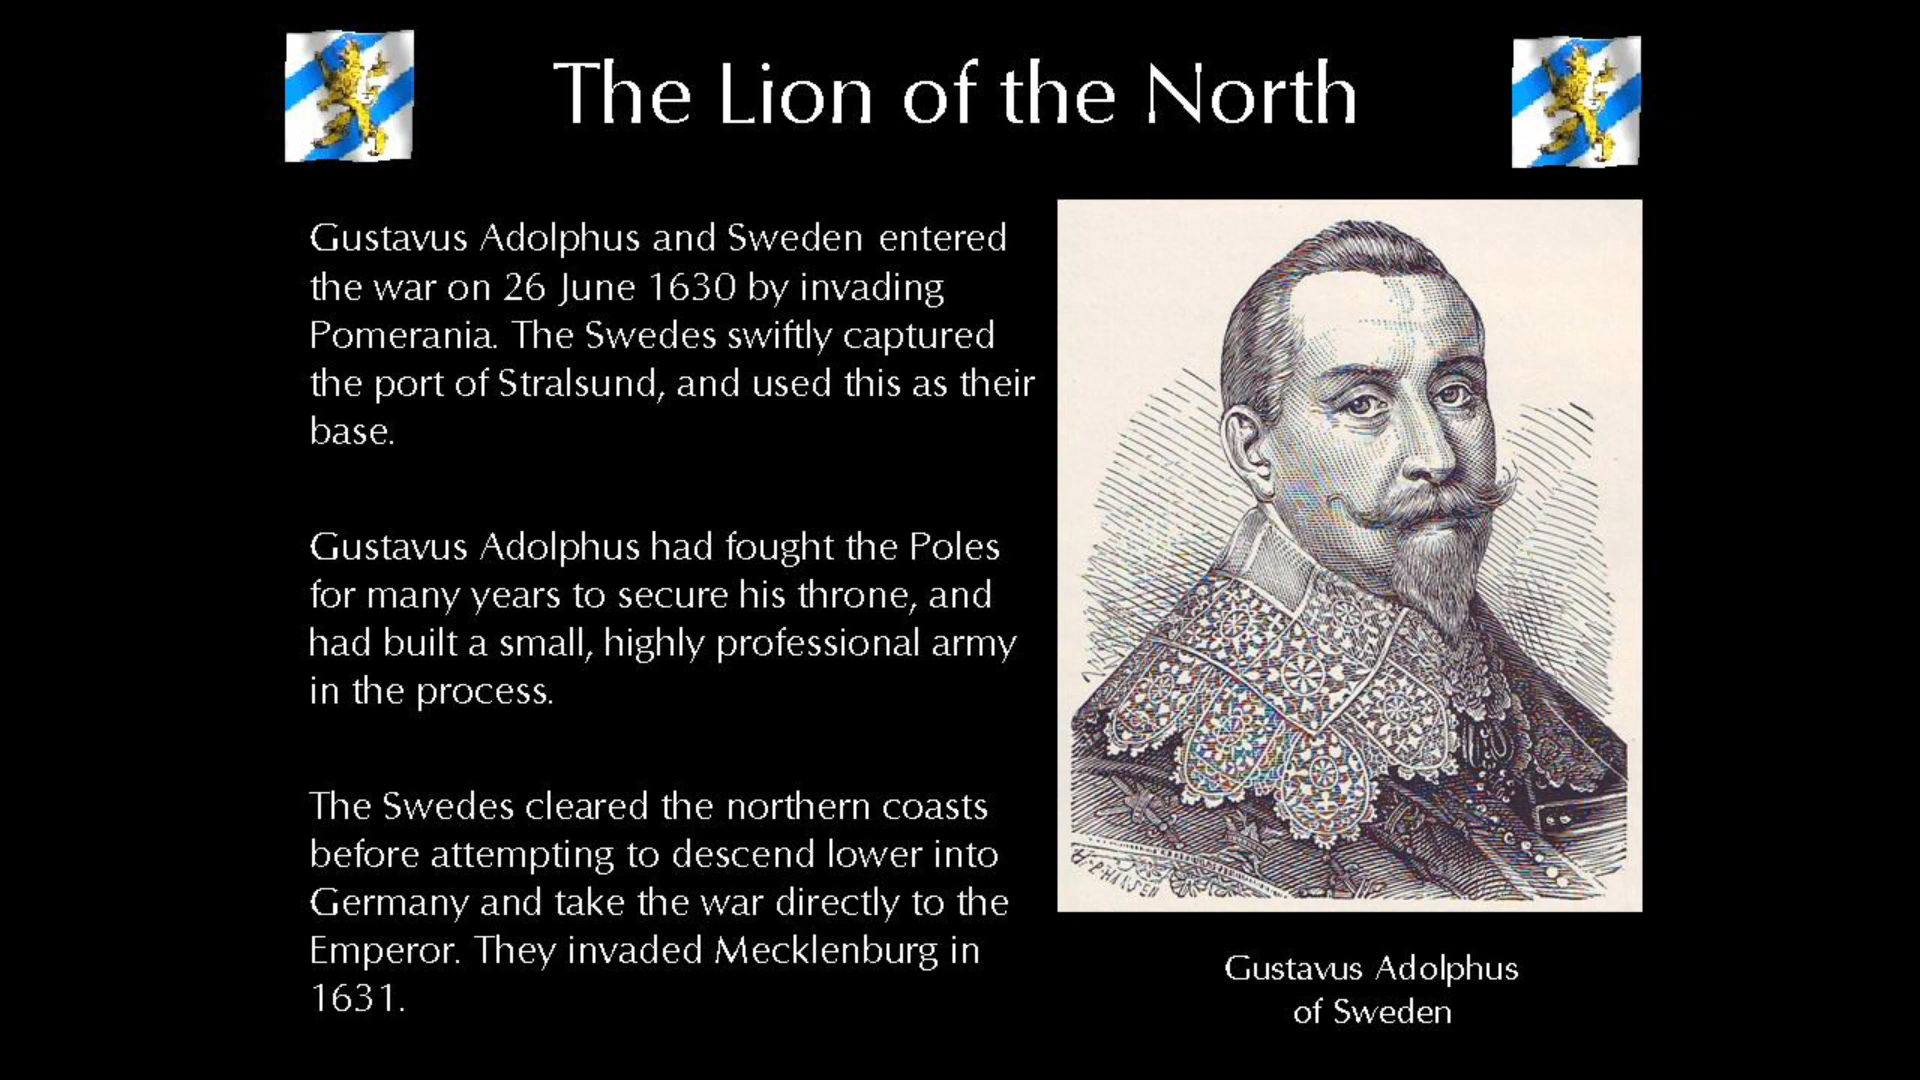 The Lion of the North
Gustavus Adolphus and Sweden entered
the war on 26 June 1630 by invading
Pomerania. The Swedes swiftly captured
the port of Stralsund, and used this as their
base.
Gustavus Adolphus had fought the Poles
for many years to secure his throne, and
had built a small, highly professional army
in the process.
The Swedes cleared the northern coasts
before attempting to descend lower into
Germany and take the war directly to the
Emperor. They invaded Mecklenburg in
1631.
H.P. HANSEN
Gustavus Adolphus
of Sweden